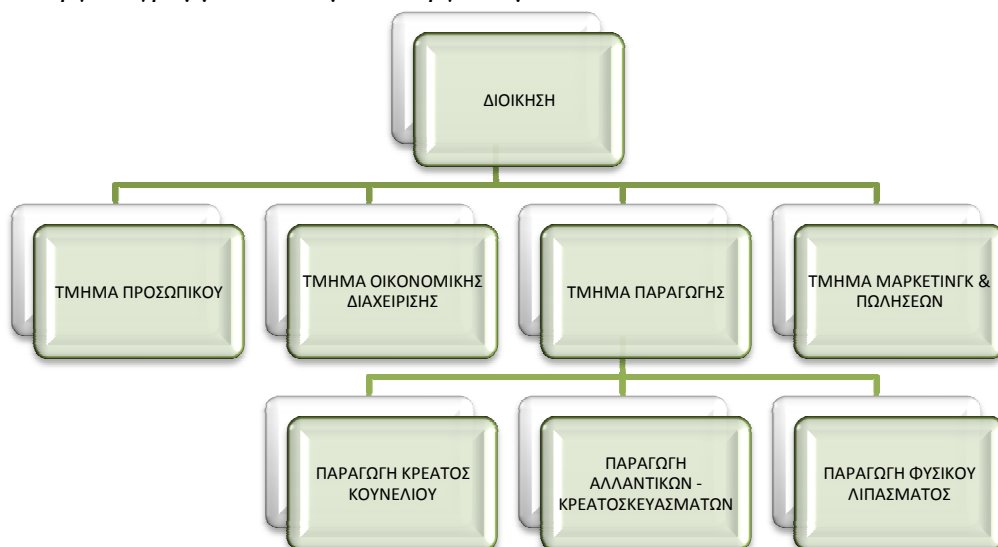 ΔΙΟΙΚΗΣΗ
ΤΜΗΜΑ ΠΡΟΣΩΠΙΚΟΥ
ΤΜΗΜΑ ΟΙΚΟΝΟΜΙΚΗΣ
ΔΙΑΧΕΙΡΙΣΗΣ
ΤΜΗΜΑ ΠΑΡΑΓΩΓΗΣ
ΤΜΗΜΑ ΜΑΡΚΕΤΙΝΓΚ &
ΠΩΛΗΣΕΩΝ
ΠΑΡΑΓΩΓΗ ΚΡΕΑΤΟΣ
ΚΟΥΝΕΛΙΟΥ
ΠΑΡΑΓΩΓΗ
ΑΛΛΑΝΤΙΚΩΝ -
ΚΡΕΑΤΟΣΚΕΥΑΣΜΑΤΩΝ
ΠΑΡΑΓΩΓΗ ΦΥΣΙΚΟΥ
ΛΙΠΑΣΜΑΤΟΣ